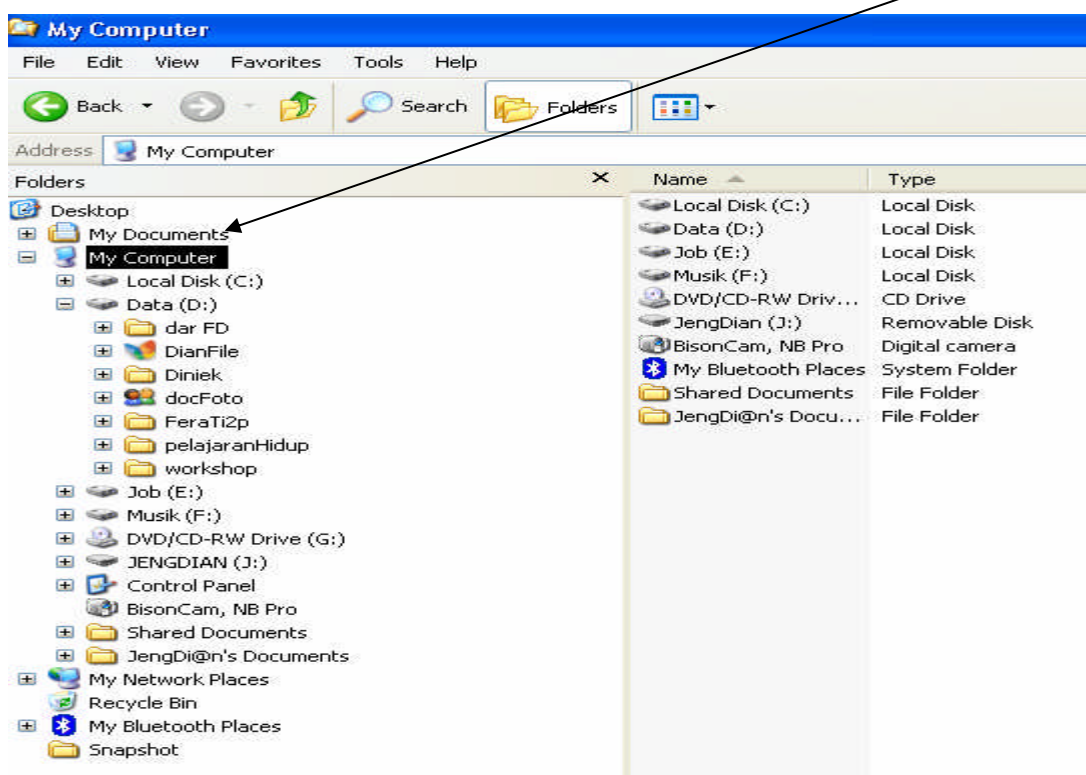 My Computer
File Edit View Favorites Tools Help
Back Search Folders
Address My Computer
Folders
Desktop
My Documents
My Computer
Local Disk (C:)
Data (D:)
dar FD
DianFile
Diniek
docFoto
FeraTi2p
pelajaranHidup
workshop
Job (E:)
Musik (F:)
DVD/CD-RW Drive (G:)
JENGDIAN (J:)
Control Panel
BisonCam, NB Pro
Shared Documents
JengDi@n's Documents
My Network Places
Recycle Bin
My Bluetooth Places
Snapshot
Name Type
Local Disk (C:) Local Disk
Data (D:) Local Disk
Job (E:) Local Disk
Musik (F:) Local Disk
DVD/CD-RW Driv... CD Drive
JengDian (J:) Removable Disk
BisonCam, NB Pro Digital camera
My Bluetooth Places System Folder
Shared Documents File Folder
JengDi@n's Docu... File Folder